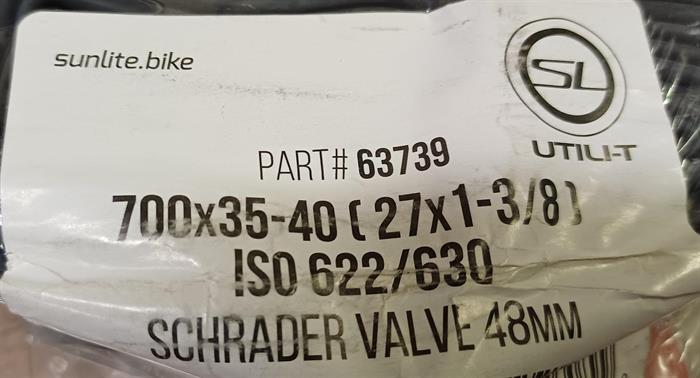 sunlite.bike
SL
UTILI-T
PART# 63739
700x35-40 (27x1-3/8)
ISO 622/630
SCHRADER VALVE 48MM